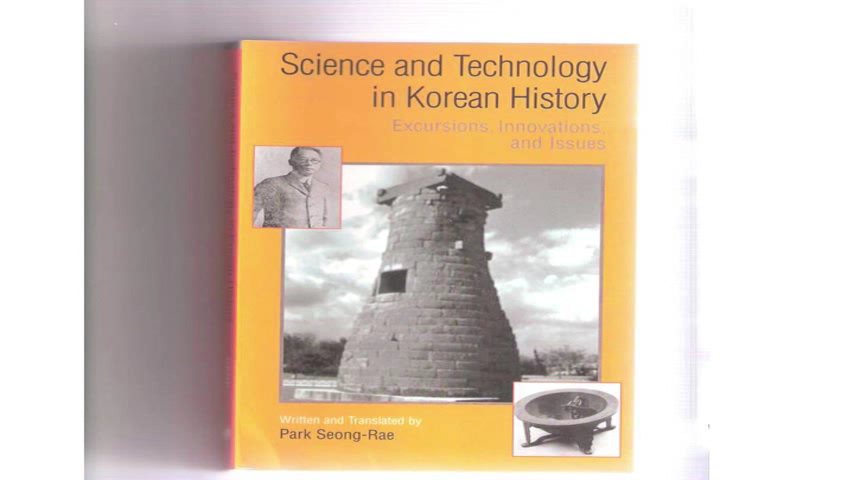 Science and Technology
in Korean History
Excursions, Innovations,
and Issues
Written and Translated by
Park Seong-Rae